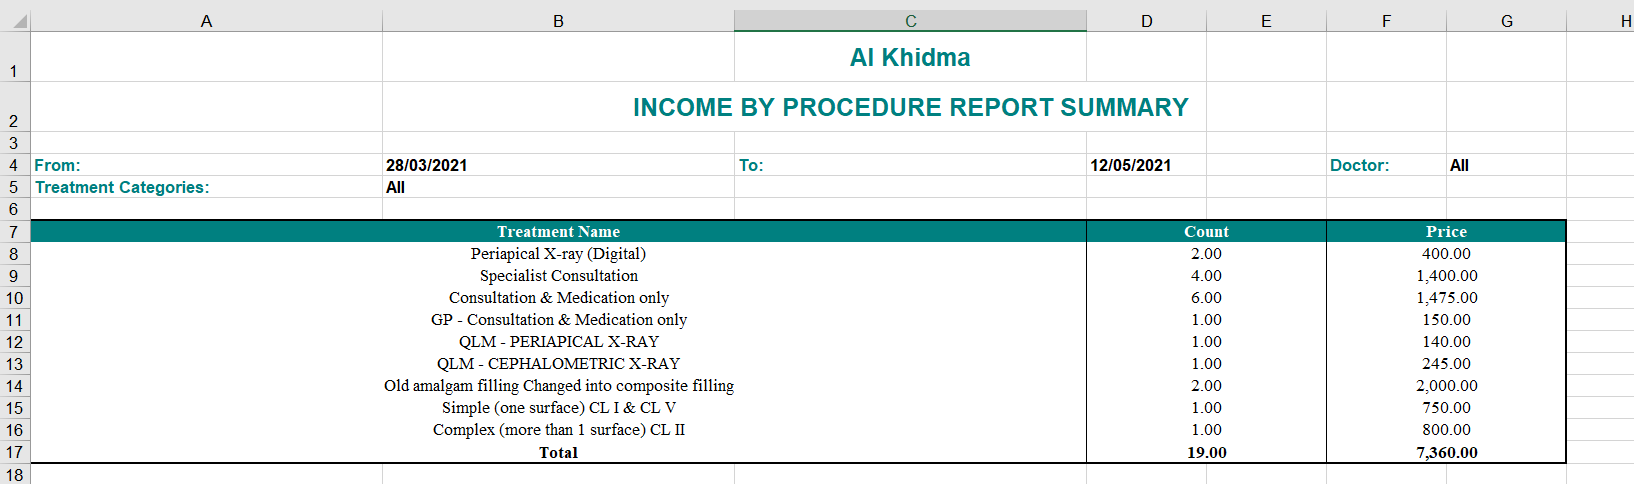 A B C D E F G H
1 Al Khidma
2 INCOME BY PROCEDURE REPORT SUMMARY
3
4 From: 28/03/2021 To: 12/05/2021 Doctor: All
5 Treatment Categories: All
6
7 Treatment Name Count Price
8 Periapical X-ray (Digital) 2.00 400.00
9 Specialist Consultation 4.00 1,400.00
10 Consultation & Medication only 6.00 1,475.00
11 GP - Consultation & Medication only 1.00 150.00
12 QLM - PERIAPICAL X-RAY 1.00 140.00
13 QLM - CEPHALOMETRIC X-RAY 1.00 245.00
14 Old amalgam filling Changed into composite filling 2.00 2,000.00
15 Simple (one surface) CL I & CL V 1.00 750.00
16 Complex (more than 1 surface) CL II 1.00 800.00
17 Total 19.00 7,360.00
18